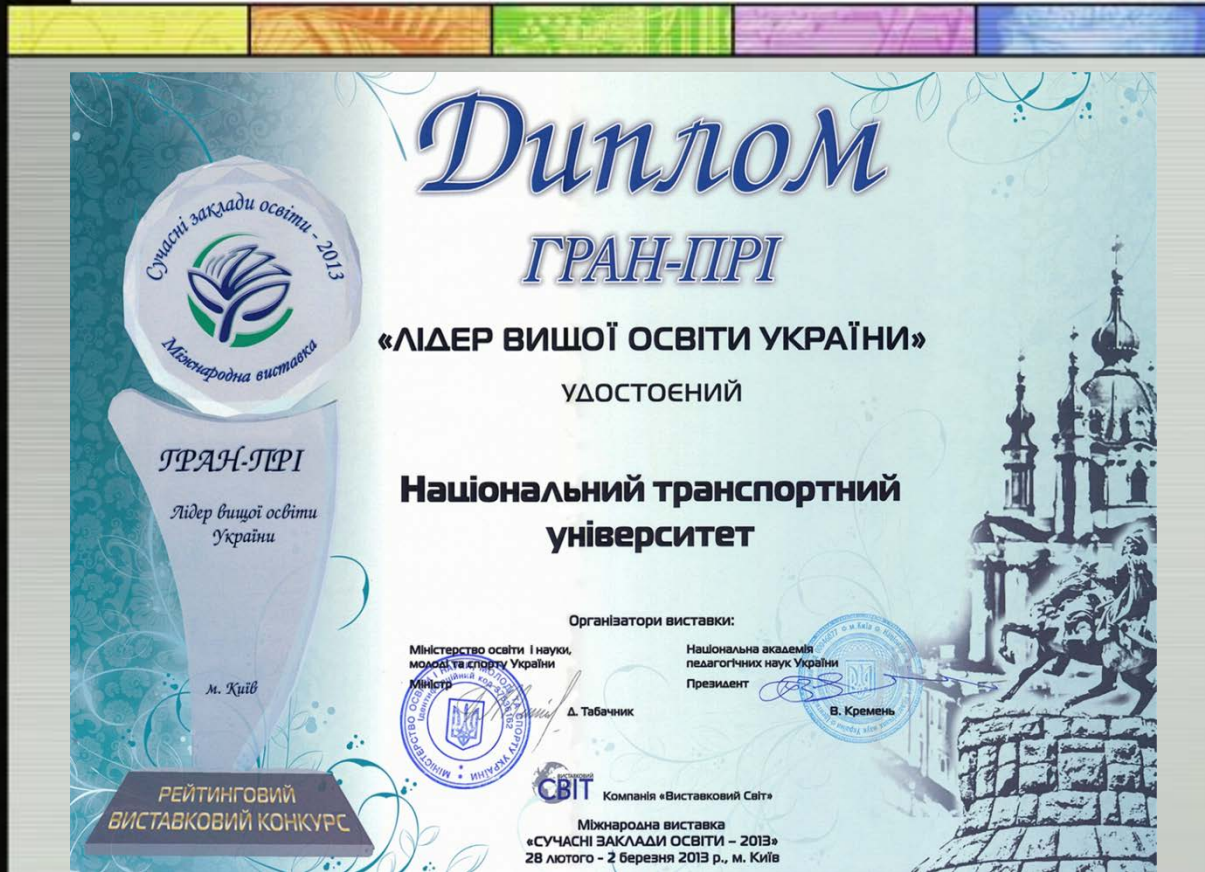 Диплом
ГРАН-ПРІ
«ЛІДЕР ВИЩОЇ ОСВІТИ УКРАЇНИ»
УДОСТОЄНИЙ
Національний транспортний
університет
Сучасні заклади освіти - 2013
Міжнародна виставка
ГРАН-ПРІ
Лідер вищої освіти
України
м. Київ
РЕЙТИНГОВИЙ
ВИСТАВКОВИЙ КОНКУРС
Організатори виставки:
Міністерство освіти і науки,
молоді та спорту України
Міністр
Д. Табачник
Національна академія
педагогічних наук України
Президент
В. Кремень
ВИСТАВКОВИЙ
СВІТ
Компанія «Виставковий Світ»
Міжнародна виставка
«СУЧАСНІ ЗАКЛАДИ ОСВІТИ – 2013»
28 лютого - 2 березня 2013 р., м. Київ